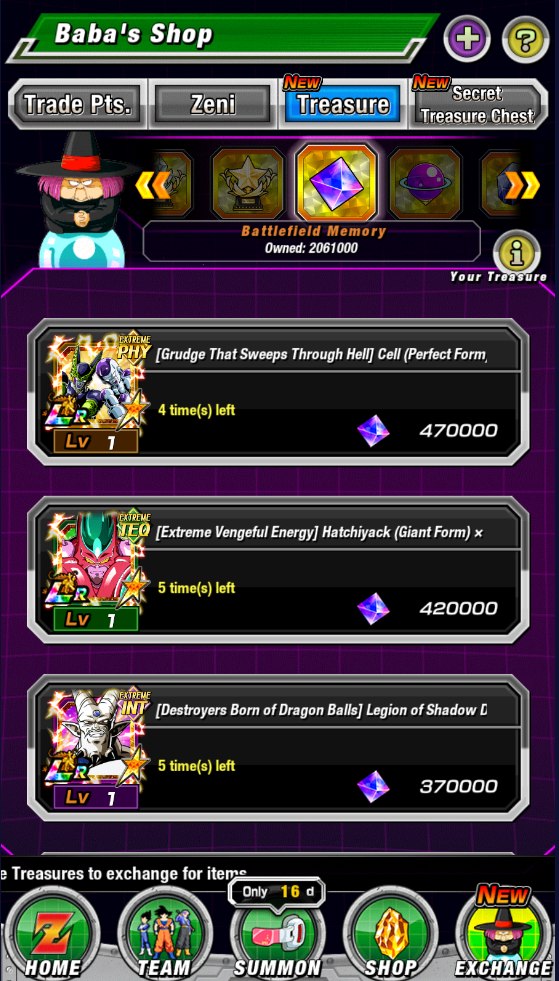 Baba's Shop
?
Trade Pts.
Zeni
New
Treasure
New
Secret
Treasure Chest
Battlefield Memory
Owned: 2061000
i
Your Treasure
EXTREME
PHY
[Grudge That Sweeps Through Hell] Cell (Perfect Form)
LR
4 time(s) left
470000
Lv 1
EXTREME
TEQ
[Extreme Vengeful Energy] Hatchiyack (Giant Form) ×
LR
5 time(s) left
420000
Lv 1
EXTREME
INT
[Destroyers Born of Dragon Balls] Legion of Shadow D
LR
5 time(s) left
370000
Lv 1
e Treasures to exchange for items.
Only 16 d
New
Z
HOME
TEAM
SUMMON
SHOP
EXCHANGE